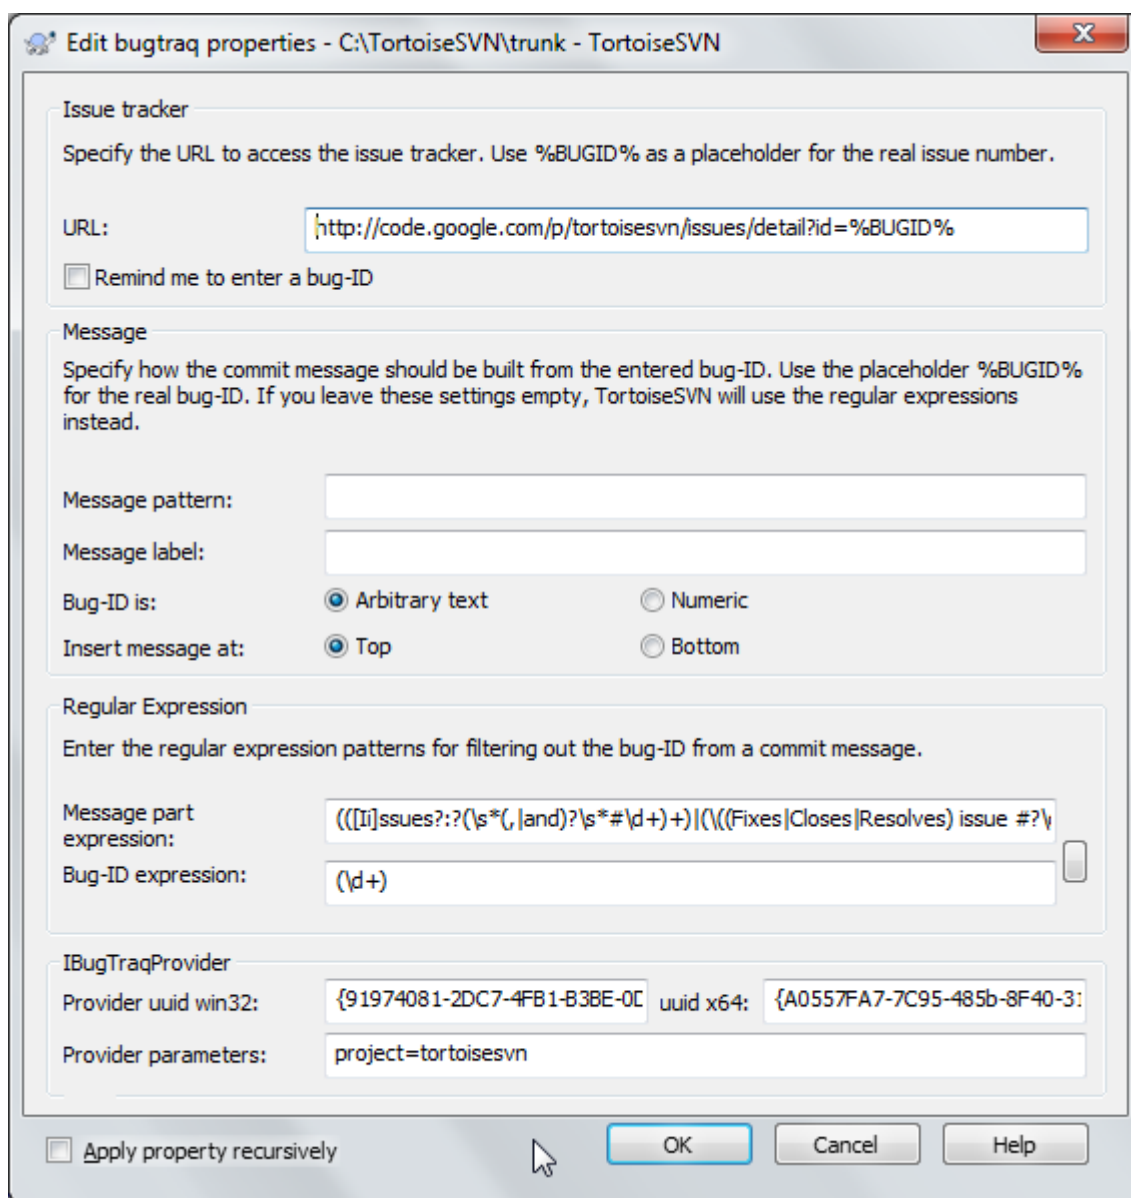 Edit bugtraq properties - C:\TortoiseSVN\trunk - TortoiseSVN
Issue tracker
Specify the URL to access the issue tracker. Use %BUGID% as a placeholder for the real issue number.
URL: http://code.google.com/p/tortoisesvn/issues/detail?id=%BUGID%
Remind me to enter a bug-ID
Message
Specify how the commit message should be built from the entered bug-ID. Use the placeholder %BUGID%
for the real bug-ID. If you leave these settings empty, TortoiseSVN will use the regular expressions
instead.
Message pattern:
Message label:
Bug-ID is: Arbitrary text Numeric
Insert message at: Top Bottom
Regular Expression
Enter the regular expression patterns for filtering out the bug-ID from a commit message.
Message part
expression: (([Ii]ssues?:?(\s*(,|and)?\s*#\d+)+)|(\((Fixes|Closes|Resolves) issue #?\
Bug-ID expression: (\d+)
IBugTraqProvider
Provider uuid win32: {91974081-2DC7-4FB1-B3BE-0D uuid x64: {A0557FA7-7C95-485b-8F40-31
Provider parameters: project=tortoisesvn
Apply property recursively OK Cancel Help